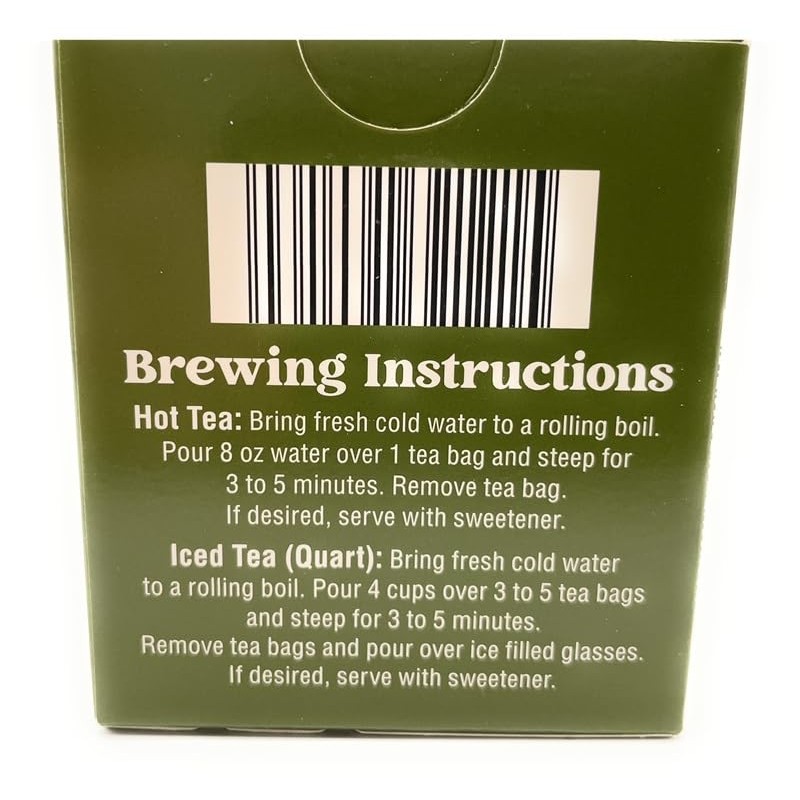 Brewing Instructions
Hot Tea: Bring fresh cold water to a rolling boil.
Pour 8 oz water over 1 tea bag and steep for
3 to 5 minutes. Remove tea bag.
If desired, serve with sweetener.
Iced Tea (Quart): Bring fresh cold water
to a rolling boil. Pour 4 cups over 3 to 5 tea bags
and steep for 3 to 5 minutes.
Remove tea bags and pour over ice filled glasses.
If desired, serve with sweetener.